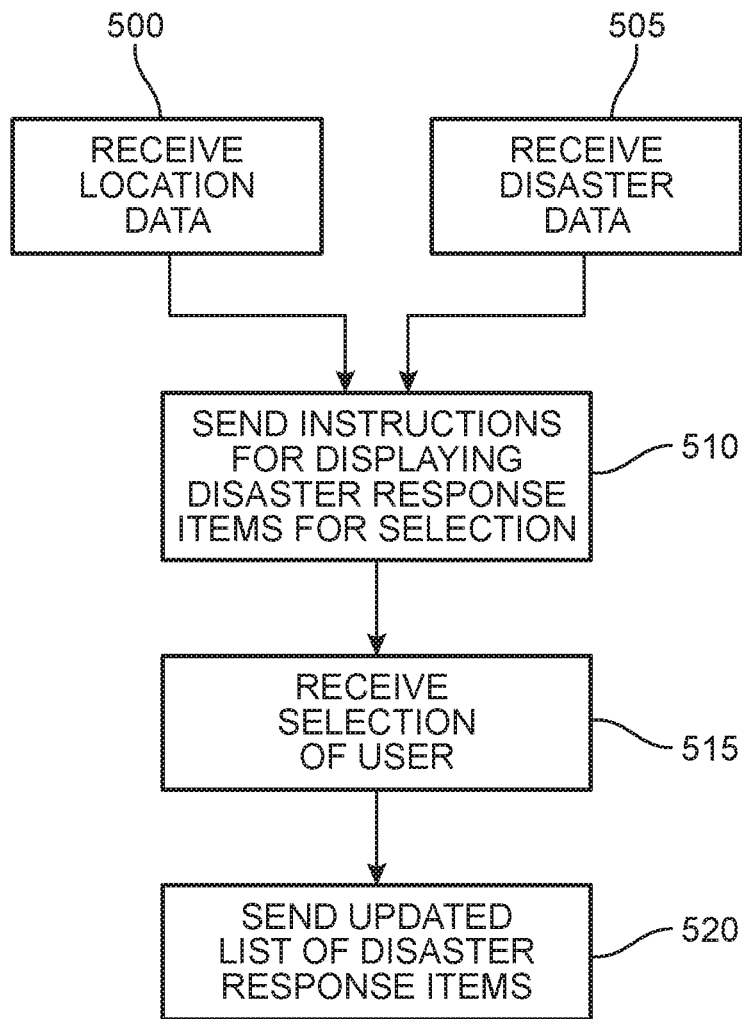 500
505
RECEIVE
LOCATION
DATA
RECEIVE
DISASTER
DATA
SEND INSTRUCTIONS
FOR DISPLAYING
DISASTER RESPONSE
ITEMS FOR SELECTION
510
RECEIVE
SELECTION
OF USER
515
SEND UPDATED
LIST OF DISASTER
RESPONSE ITEMS
520